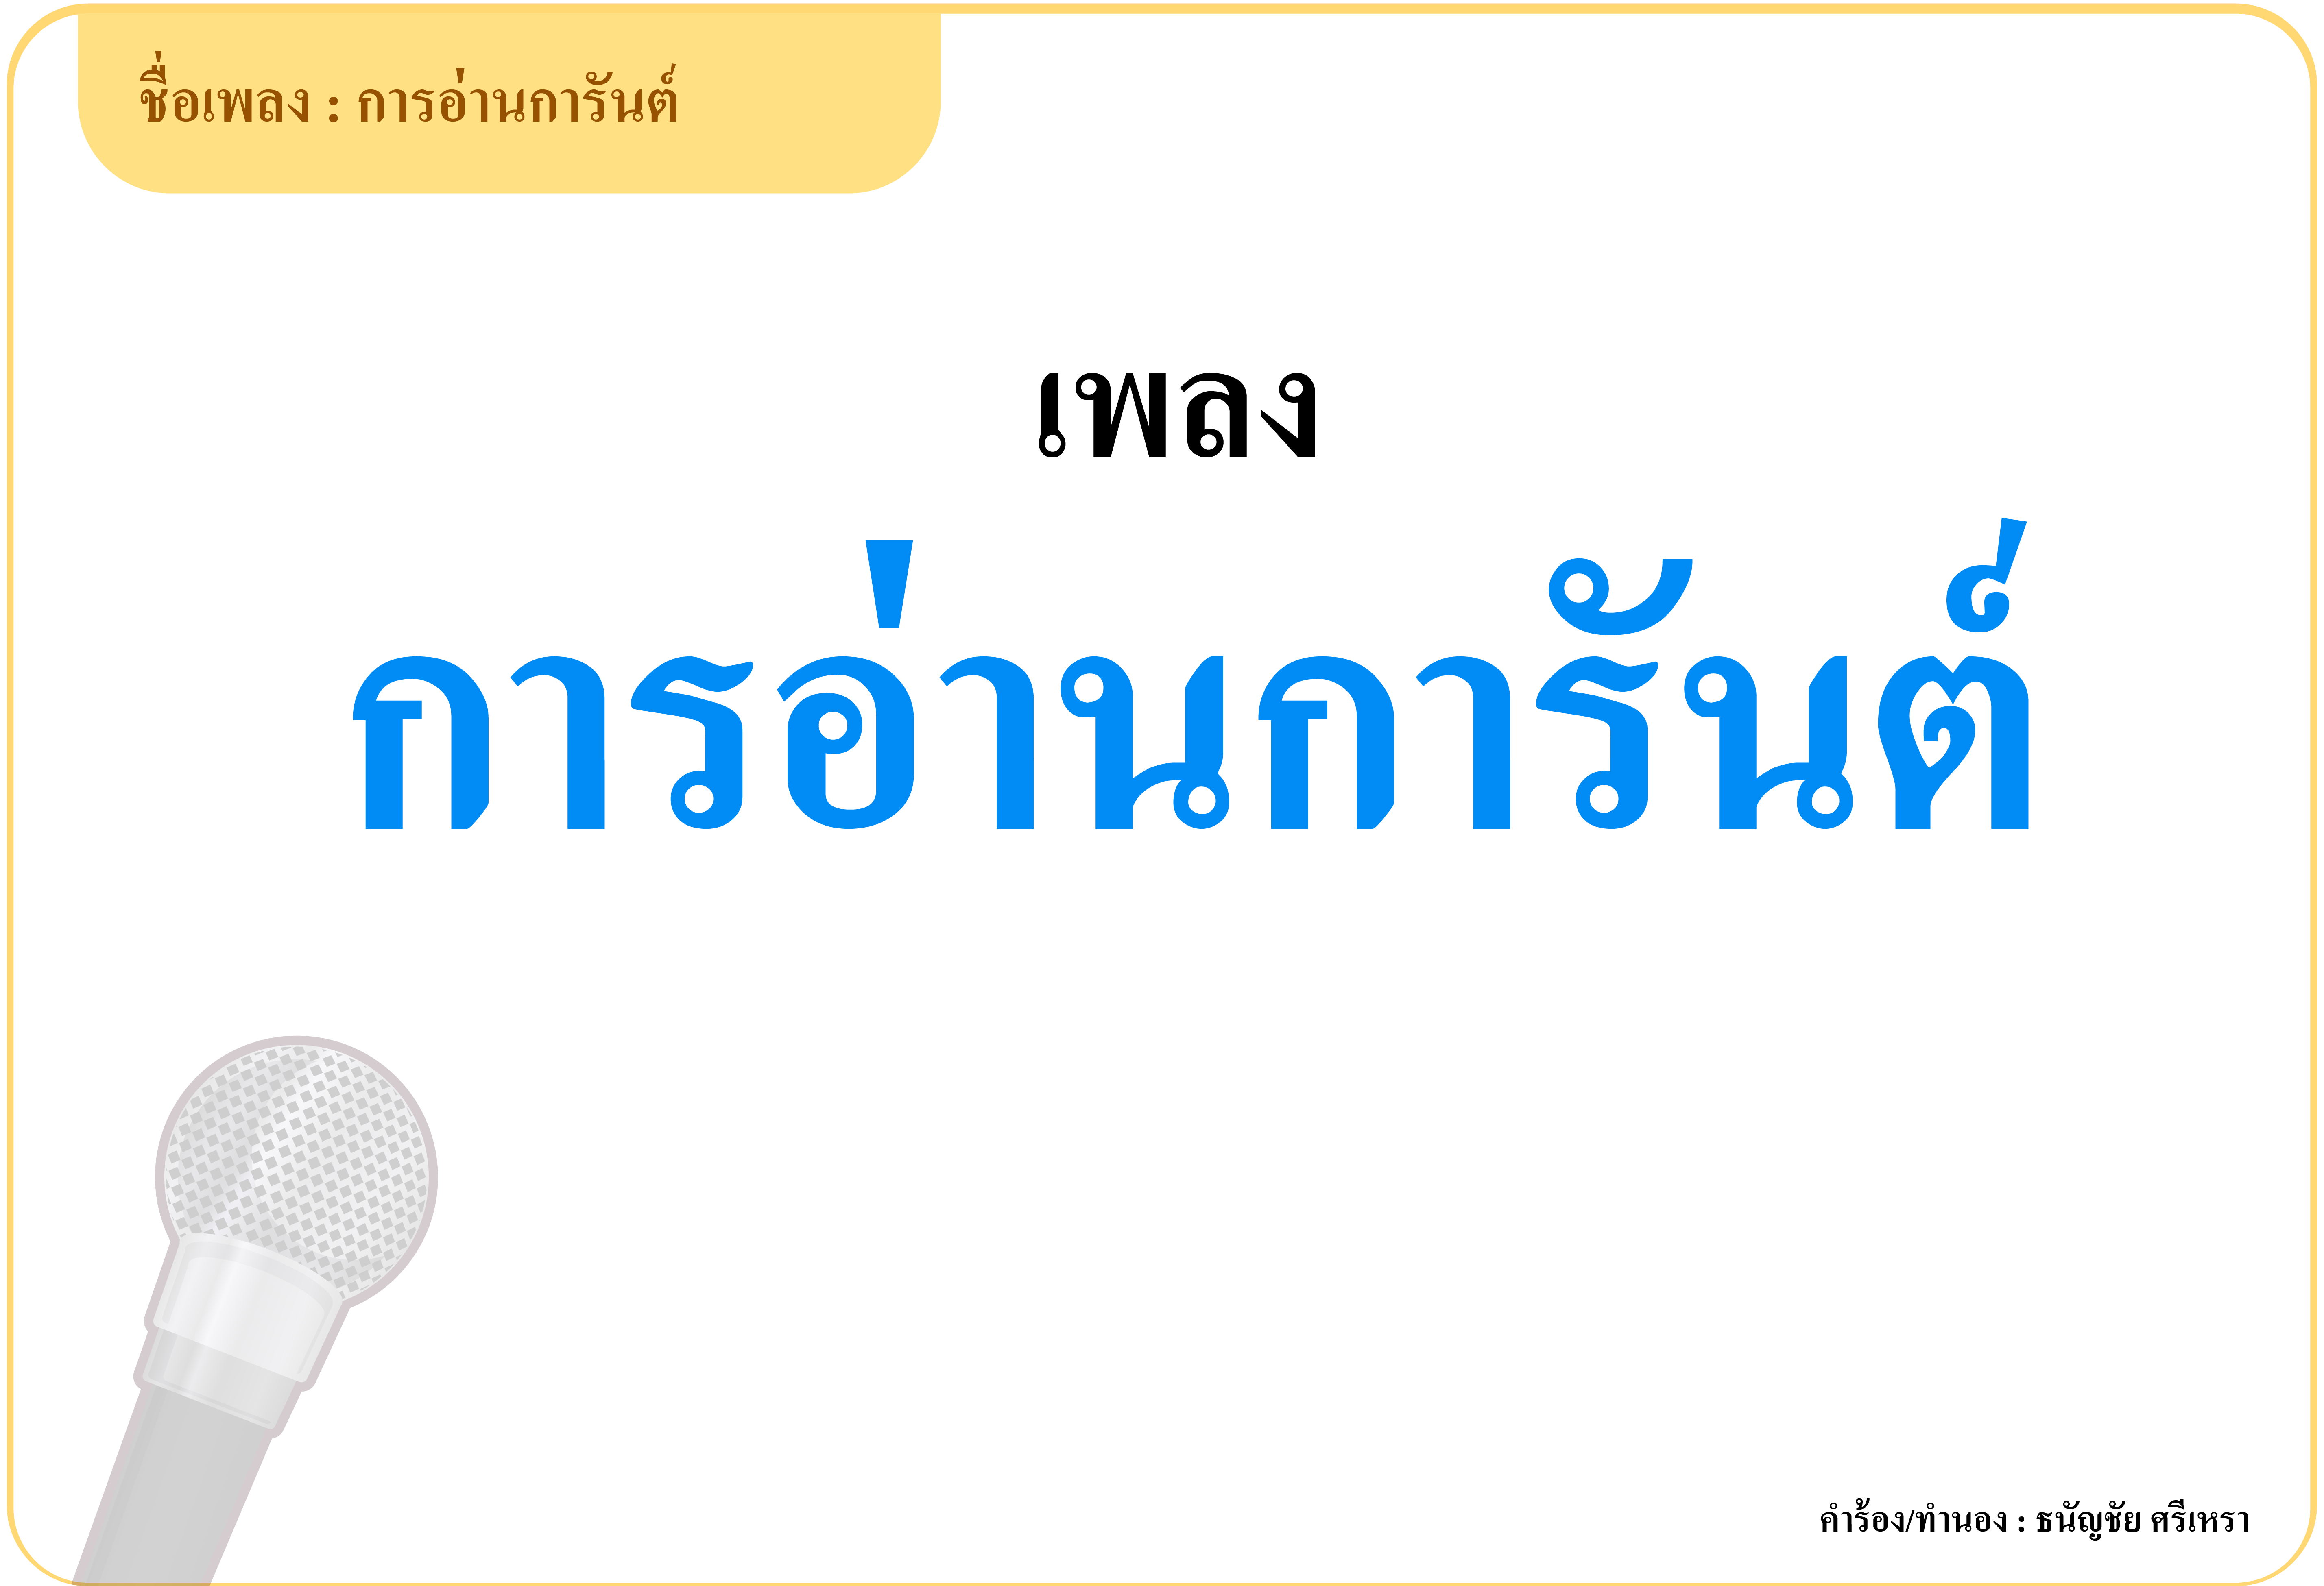 ชื่อเพลง : การอ่านการันต์
เพลง
การอ่านการันต์
คำร้อง/ทำนอง : ธนัญชัย ศรีเหรา